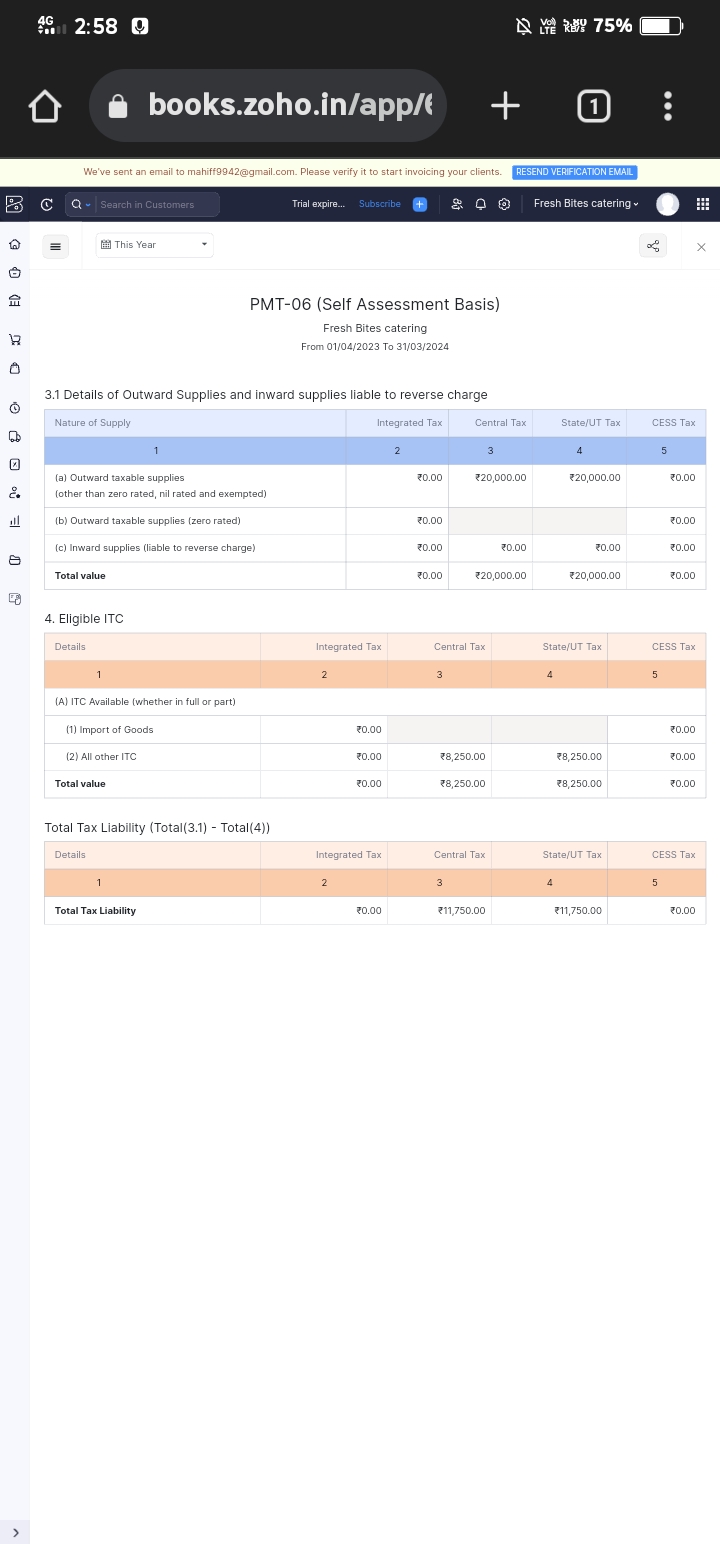 4G 2:58 Vo) LTE 5.80 KB/s 75%
books.zoho.in/app/6 1
We've sent an email to mahiff9942@gmail.com. Please verify it to start invoicing your clients. RESEND VERIFICATION EMAIL
Search in Customers Trial expire... Subscribe Fresh Bites catering
This Year
PMT-06 (Self Assessment Basis)
Fresh Bites catering
From 01/04/2023 To 31/03/2024
3.1 Details of Outward Supplies and inward supplies liable to reverse charge
Nature of Supply Integrated Tax Central Tax State/UT Tax CESS Tax
1 2 3 4 5
(a) Outward taxable supplies ₹0.00 ₹20,000.00 ₹20,000.00 ₹0.00
(other than zero rated, nil rated and exempted)
(b) Outward taxable supplies (zero rated) ₹0.00 ₹0.00
(c) Inward supplies (liable to reverse charge) ₹0.00 ₹0.00 ₹0.00 ₹0.00
Total value ₹0.00 ₹20,000.00 ₹20,000.00 ₹0.00
4. Eligible ITC
Details Integrated Tax Central Tax State/UT Tax CESS Tax
1 2 3 4 5
(A) ITC Available (whether in full or part)
(1) Import of Goods ₹0.00 ₹0.00
(2) All other ITC ₹0.00 ₹8,250.00 ₹8,250.00 ₹0.00
Total value ₹0.00 ₹8,250.00 ₹8,250.00 ₹0.00
Total Tax Liability (Total(3.1) - Total(4))
Details Integrated Tax Central Tax State/UT Tax CESS Tax
1 2 3 4 5
Total Tax Liability ₹0.00 ₹11,750.00 ₹11,750.00 ₹0.00